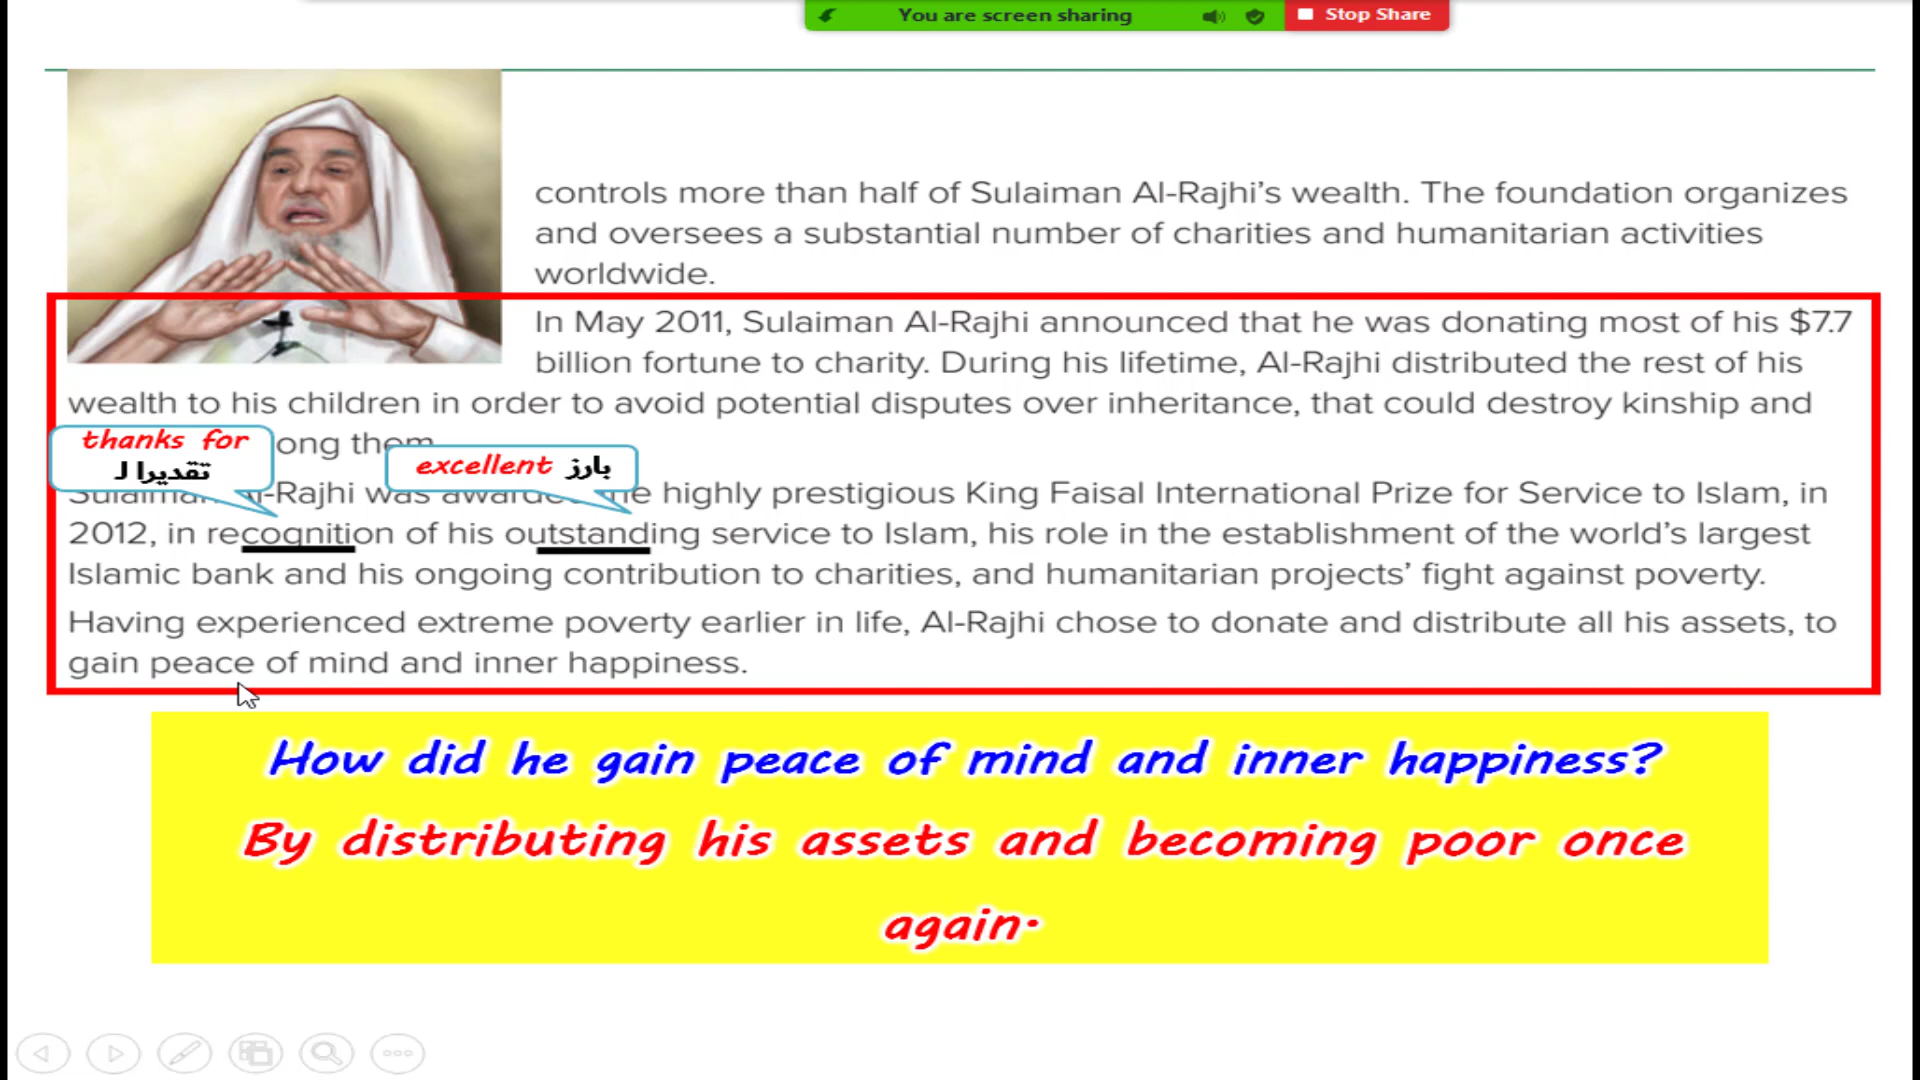 You are screen sharing
Stop Share
controls more than half of Sulaiman Al-Rajhi's wealth. The foundation organizes
and oversees a substantial number of charities and humanitarian activities
worldwide.
In May 2011, Sulaiman Al-Rajhi announced that he was donating most of his $7.7
billion fortune to charity. During his lifetime, Al-Rajhi distributed the rest of his
wealth to his children in order to avoid potential disputes over inheritance, that could destroy kinship and
thanks for
تقديرا لـ
ong them
excellent بارز
Sulaiman Al-Rajhi was awarded the highly prestigious King Faisal International Prize for Service to Islam, in
2012, in recognition of his outstanding service to Islam, his role in the establishment of the world's largest
Islamic bank and his ongoing contribution to charities, and humanitarian projects' fight against poverty.
Having experienced extreme poverty earlier in life, Al-Rajhi chose to donate and distribute all his assets, to
gain peace of mind and inner happiness.
How did he gain peace of mind and inner happiness?
By distributing his assets and becoming poor once
again.